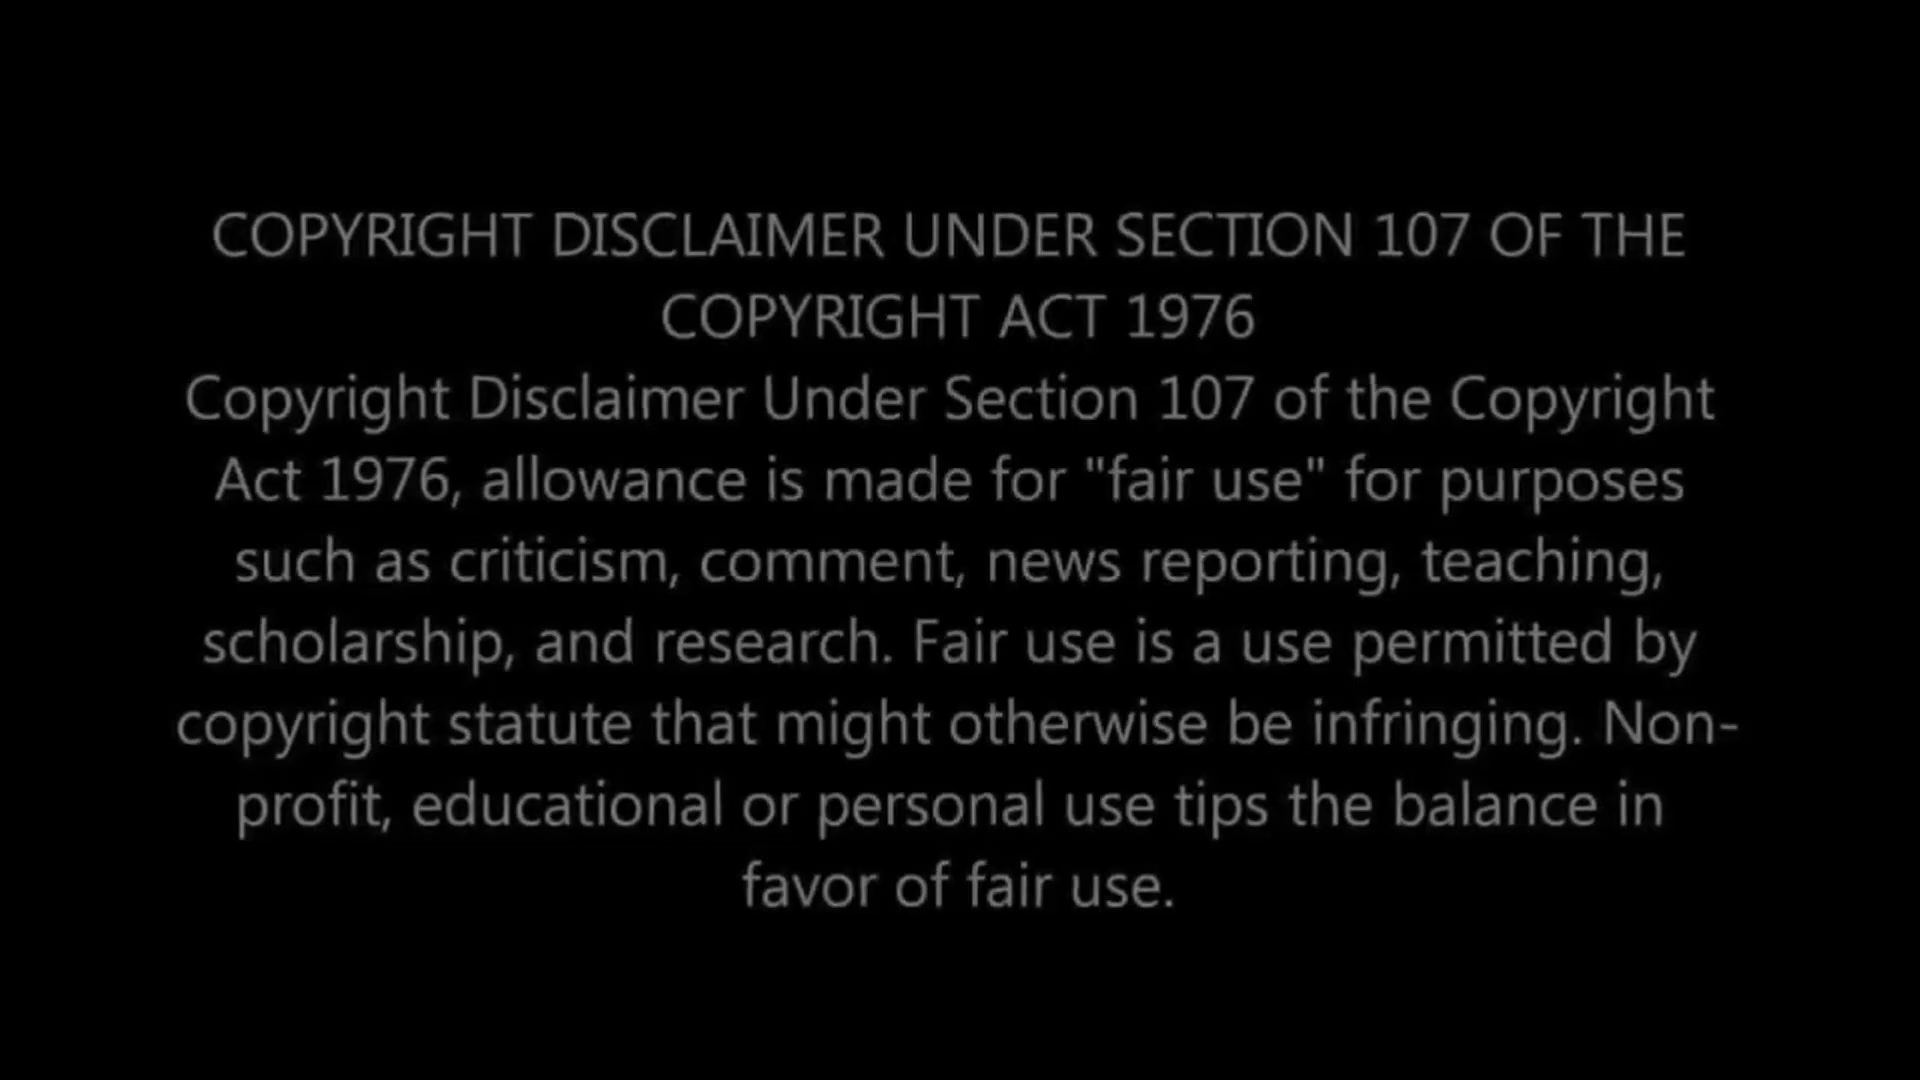 COPYRIGHT DISCLAIMER UNDER SECTION 107 OF THE
COPYRIGHT ACT 1976
Copyright Disclaimer Under Section 107 of the Copyright
Act 1976, allowance is made for "fair use" for purposes
such as criticism, comment, news reporting, teaching,
scholarship, and research. Fair use is a use permitted by
copyright statute that might otherwise be infringing. Non-
profit, educational or personal use tips the balance in
favor of fair use.